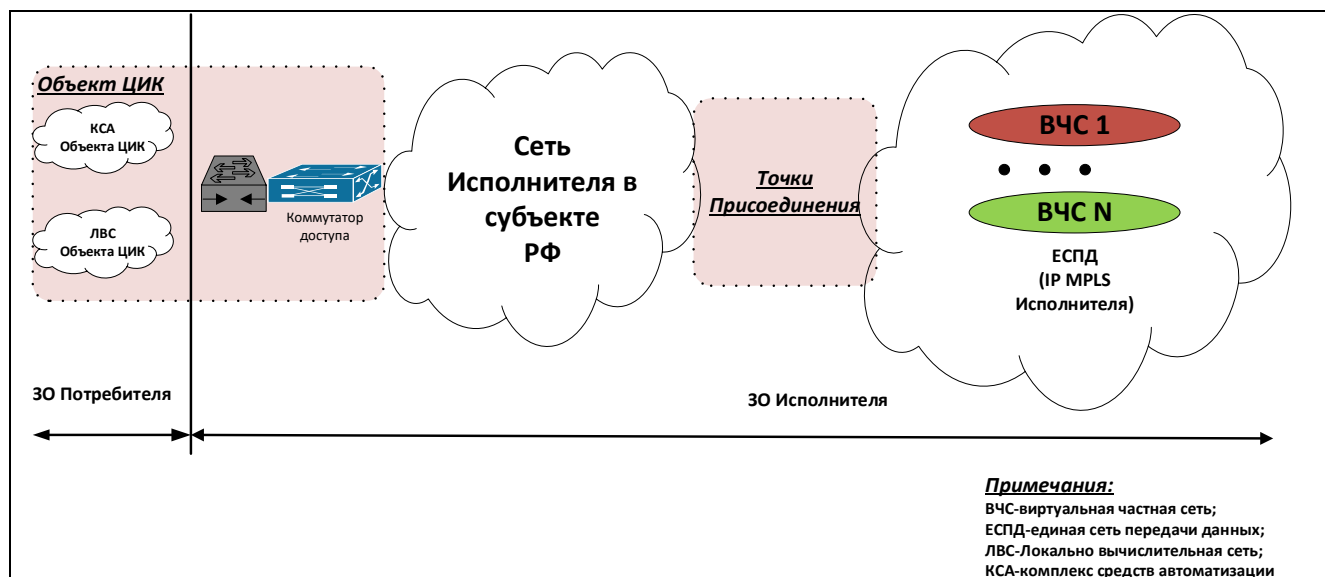 Объект ЦИК
КСА
Объекта ЦИК
ЛВС
Объекта ЦИК
Коммутатор
доступа
Сеть
Исполнителя в
субъекте
РФ
Точки
Присоединения
ВЧС 1
ВЧС N
ЕСПД
(IP MPLS
Исполнителя)
ЗО Потребителя
ЗО Исполнителя
Примечания:
ВЧС-виртуальная частная сеть;
ЕСПД-единая сеть передачи данных;
ЛВС-Локально вычислительная сеть;
КСА-комплекс средств автоматизации